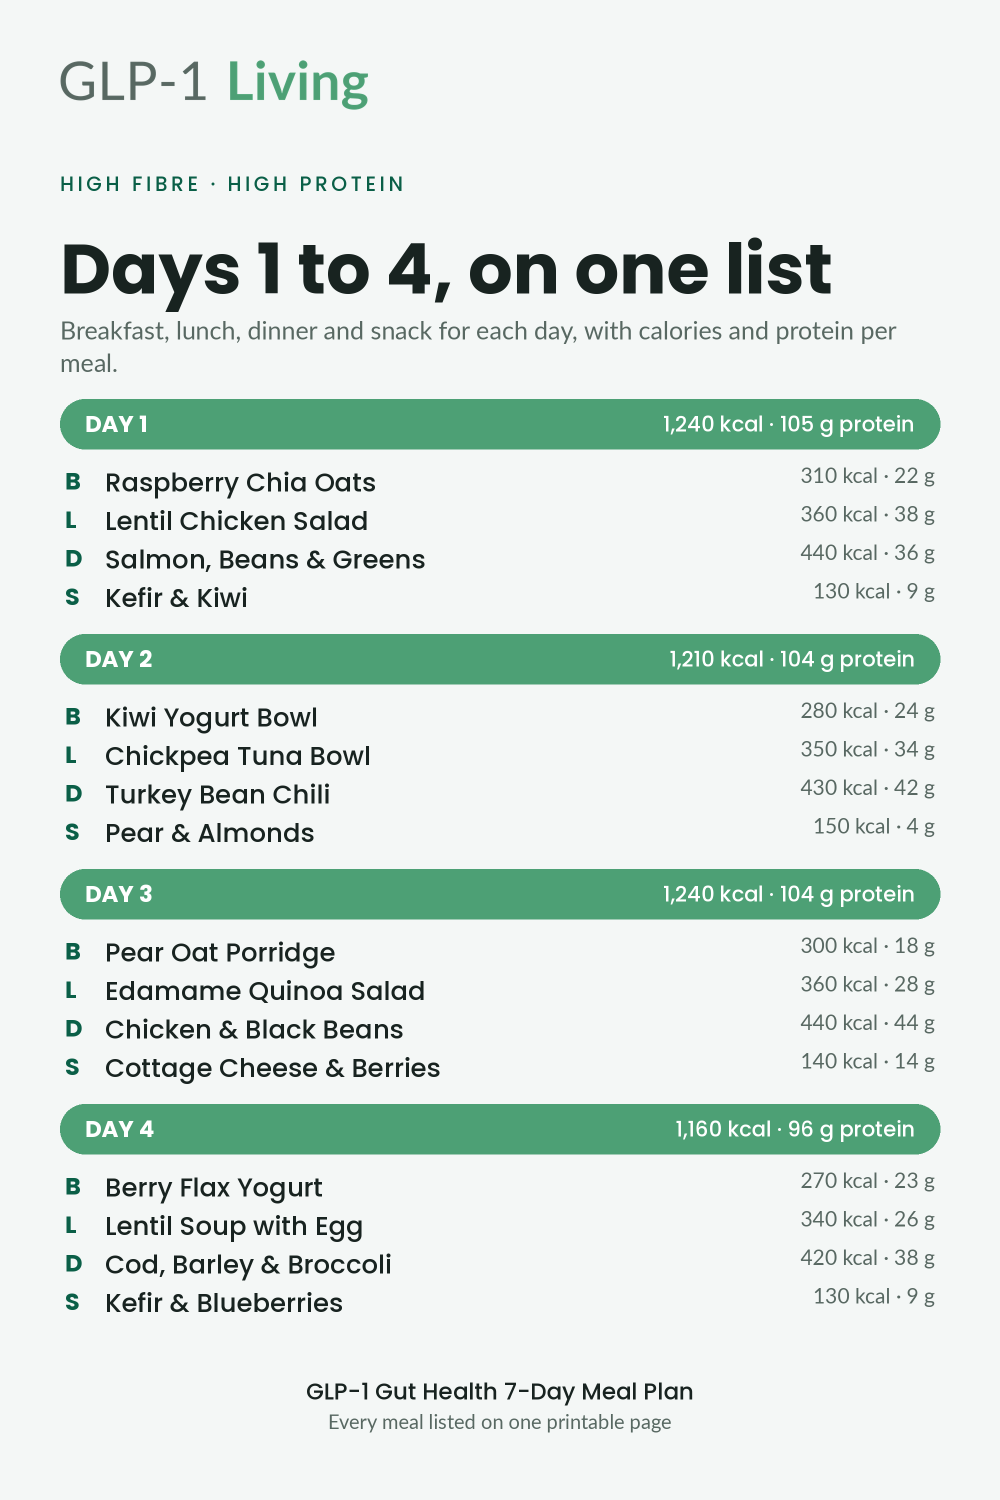 GLP-1 Living
HIGH FIBRE · HIGH PROTEIN
Days 1 to 4, on one list
Breakfast, lunch, dinner and snack for each day, with calories and protein per
meal.
DAY 1 1,240 kcal · 105 g protein
B Raspberry Chia Oats 310 kcal · 22 g
L Lentil Chicken Salad 360 kcal · 38 g
D Salmon, Beans & Greens 440 kcal · 36 g
S Kefir & Kiwi 130 kcal · 9 g
DAY 2 1,210 kcal · 104 g protein
B Kiwi Yogurt Bowl 280 kcal · 24 g
L Chickpea Tuna Bowl 350 kcal · 34 g
D Turkey Bean Chili 430 kcal · 42 g
S Pear & Almonds 150 kcal · 4 g
DAY 3 1,240 kcal · 104 g protein
B Pear Oat Porridge 300 kcal · 18 g
L Edamame Quinoa Salad 360 kcal · 28 g
D Chicken & Black Beans 440 kcal · 44 g
S Cottage Cheese & Berries 140 kcal · 14 g
DAY 4 1,160 kcal · 96 g protein
B Berry Flax Yogurt 270 kcal · 23 g
L Lentil Soup with Egg 340 kcal · 26 g
D Cod, Barley & Broccoli 420 kcal · 38 g
S Kefir & Blueberries 130 kcal · 9 g
GLP-1 Gut Health 7-Day Meal Plan
Every meal listed on one printable page